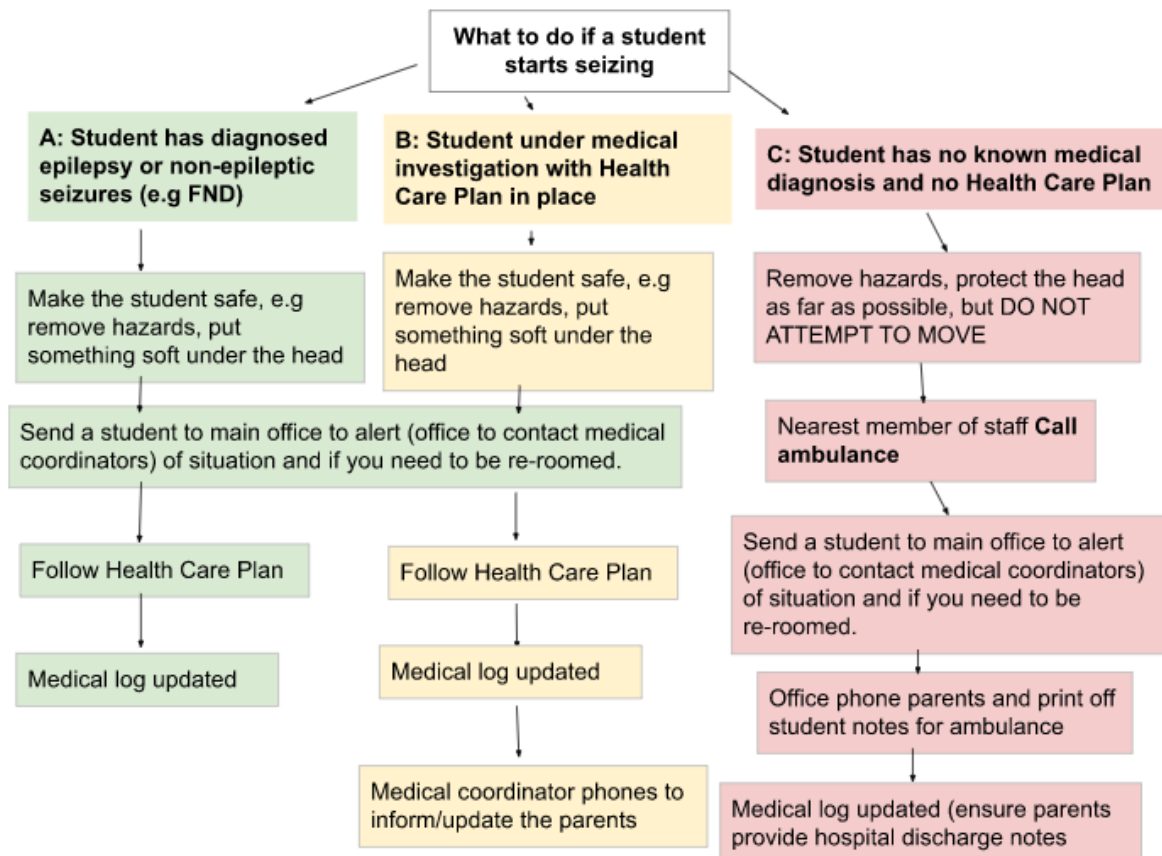 What to do if a student
starts seizing
A: Student has diagnosed
epilepsy or non-epileptic
seizures (e.g FND)
Make the student safe, e.g
remove hazards, put
something soft under the head
B: Student under medical
investigation with Health
Care Plan in place
Make the student safe, e.g
remove hazards, put
something soft under the
head
Send a student to main office to alert (office to contact medical
coordinators) of situation and if you need to be re-roomed.
Follow Health Care Plan
Medical log updated
Follow Health Care Plan
Medical log updated
Medical coordinator phones to
inform/update the parents
C: Student has no known medical
diagnosis and no Health Care Plan
Remove hazards, protect the head
as far as possible, but DO NOT
ATTEMPT TO MOVE
Nearest member of staff Call
ambulance
Send a student to main office to alert
(office to contact medical coordinators)
of situation and if you need to be
re-roomed.
Office phone parents and print off
student notes for ambulance
Medical log updated (ensure parents
provide hospital discharge notes